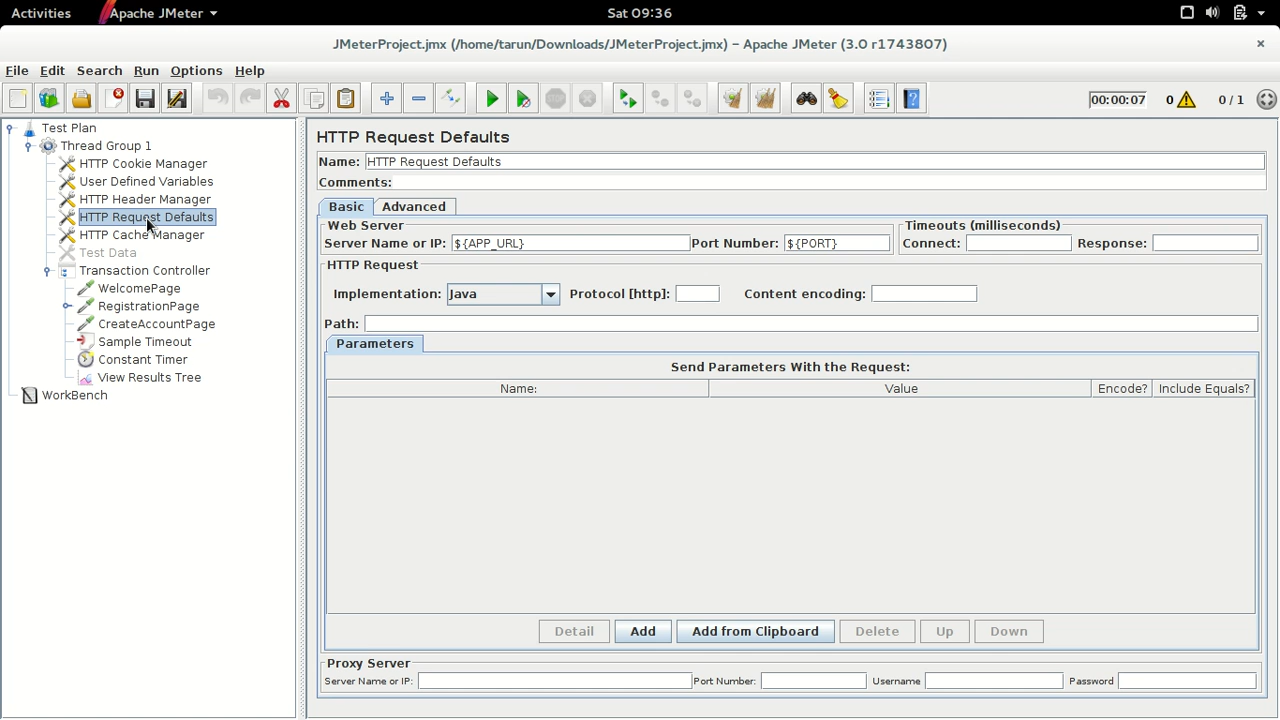 Activities Apache JMeter Sat 09:36
JMeterProject.jmx (/home/tarun/Downloads/JMeterProject.jmx) – Apache JMeter (3.0 r1743807) ×
File Edit Search Run Options Help
00:00:07 0 0 / 1
Test Plan
Thread Group 1
HTTP Cookie Manager
User Defined Variables
HTTP Header Manager
HTTP Request Defaults
HTTP Cache Manager
Test Data
Transaction Controller
WelcomePage
RegistrationPage
CreateAccountPage
Sample Timeout
Constant Timer
View Results Tree
WorkBench
HTTP Request Defaults
Name: HTTP Request Defaults
Comments:
Basic Advanced
Web Server Timeouts (milliseconds)
Server Name or IP: ${APP_URL} Port Number: ${PORT} Connect: Response:
HTTP Request
Implementation: Java Protocol [http]: Content encoding:
Path:
Parameters
Send Parameters With the Request:
Name: Value Encode? Include Equals?
Detail Add Add from Clipboard Delete Up Down
Proxy Server
Server Name or IP: Port Number: Username Password